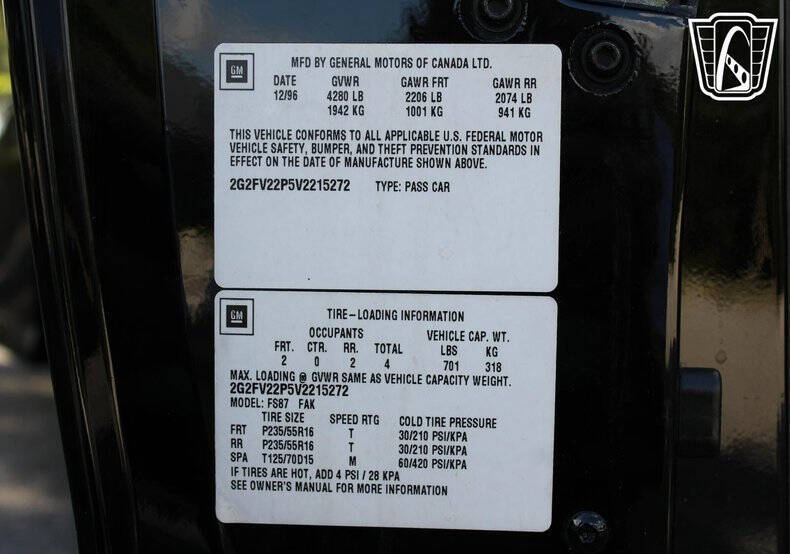 GM
MFD BY GENERAL MOTORS OF CANADA LTD.
DATE GVWR GAWR FRT GAWR RR
12/96 4280 LB 2206 LB 2074 LB
1942 KG 1001 KG 941 KG
THIS VEHICLE CONFORMS TO ALL APPLICABLE U.S. FEDERAL MOTOR
VEHICLE SAFETY, BUMPER, AND THEFT PREVENTION STANDARDS IN
EFFECT ON THE DATE OF MANUFACTURE SHOWN ABOVE.
2G2FV22P5V2215272 TYPE: PASS CAR
GM
TIRE-LOADING INFORMATION
OCCUPANTS VEHICLE CAP. WT.
FRT. CTR. RR. TOTAL LBS KG
2 0 2 4 701 318
MAX. LOADING @ GVWR SAME AS VEHICLE CAPACITY WEIGHT.
2G2FV22P5V2215272
MODEL: FS87 FAK
TIRE SIZE SPEED RTG COLD TIRE PRESSURE
FRT P235/55R16 T 30/210 PSI/KPA
RR P235/55R16 T 30/210 PSI/KPA
SPA T125/70D15 M 60/420 PSI/KPA
IF TIRES ARE HOT, ADD 4 PSI / 28 KPA
SEE OWNER'S MANUAL FOR MORE INFORMATION